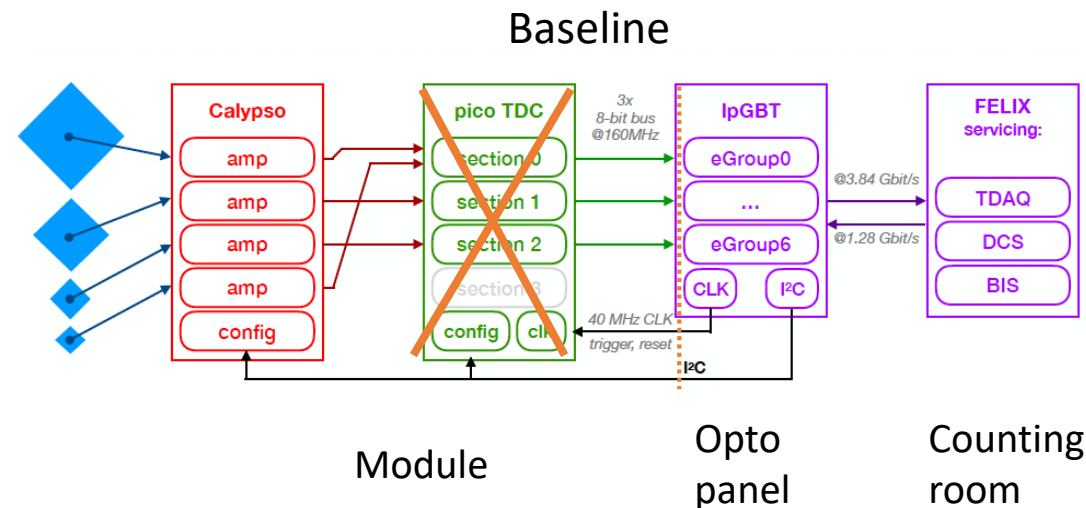 Baseline
Calypso
amp
amp
amp
amp
config
pico TDC
section 0
section 1
section 2
section 3
config
clk
3x
8-bit bus
@160MHz
40 MHz CLK
trigger, reset
I²C
lpGBT
eGroup0
...
eGroup6
CLK
I²C
@3.84 Gbit/s
@1.28 Gbit/s
FELIX
servicing:
TDAQ
DCS
BIS
Module
Opto
panel
Counting
room